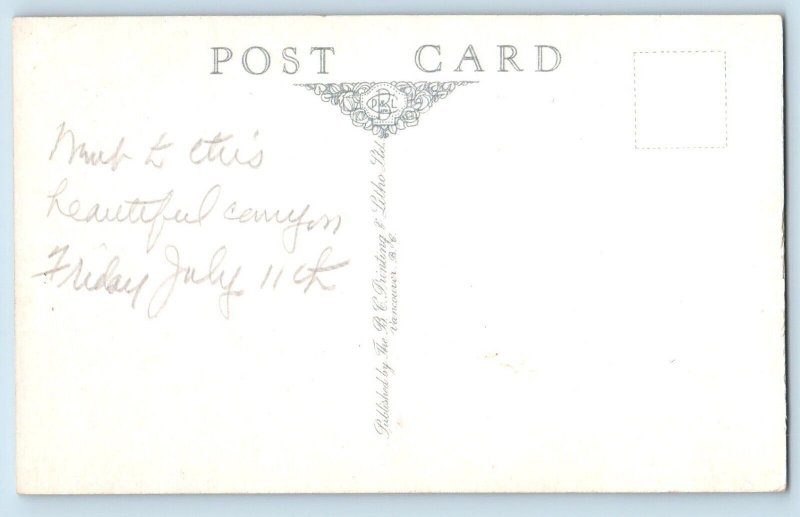 POST CARD
Went to this
beautiful canyon
Friday July 11th
Published by The B.C. Printing & Litho Ltd.
Vancouver B.C.